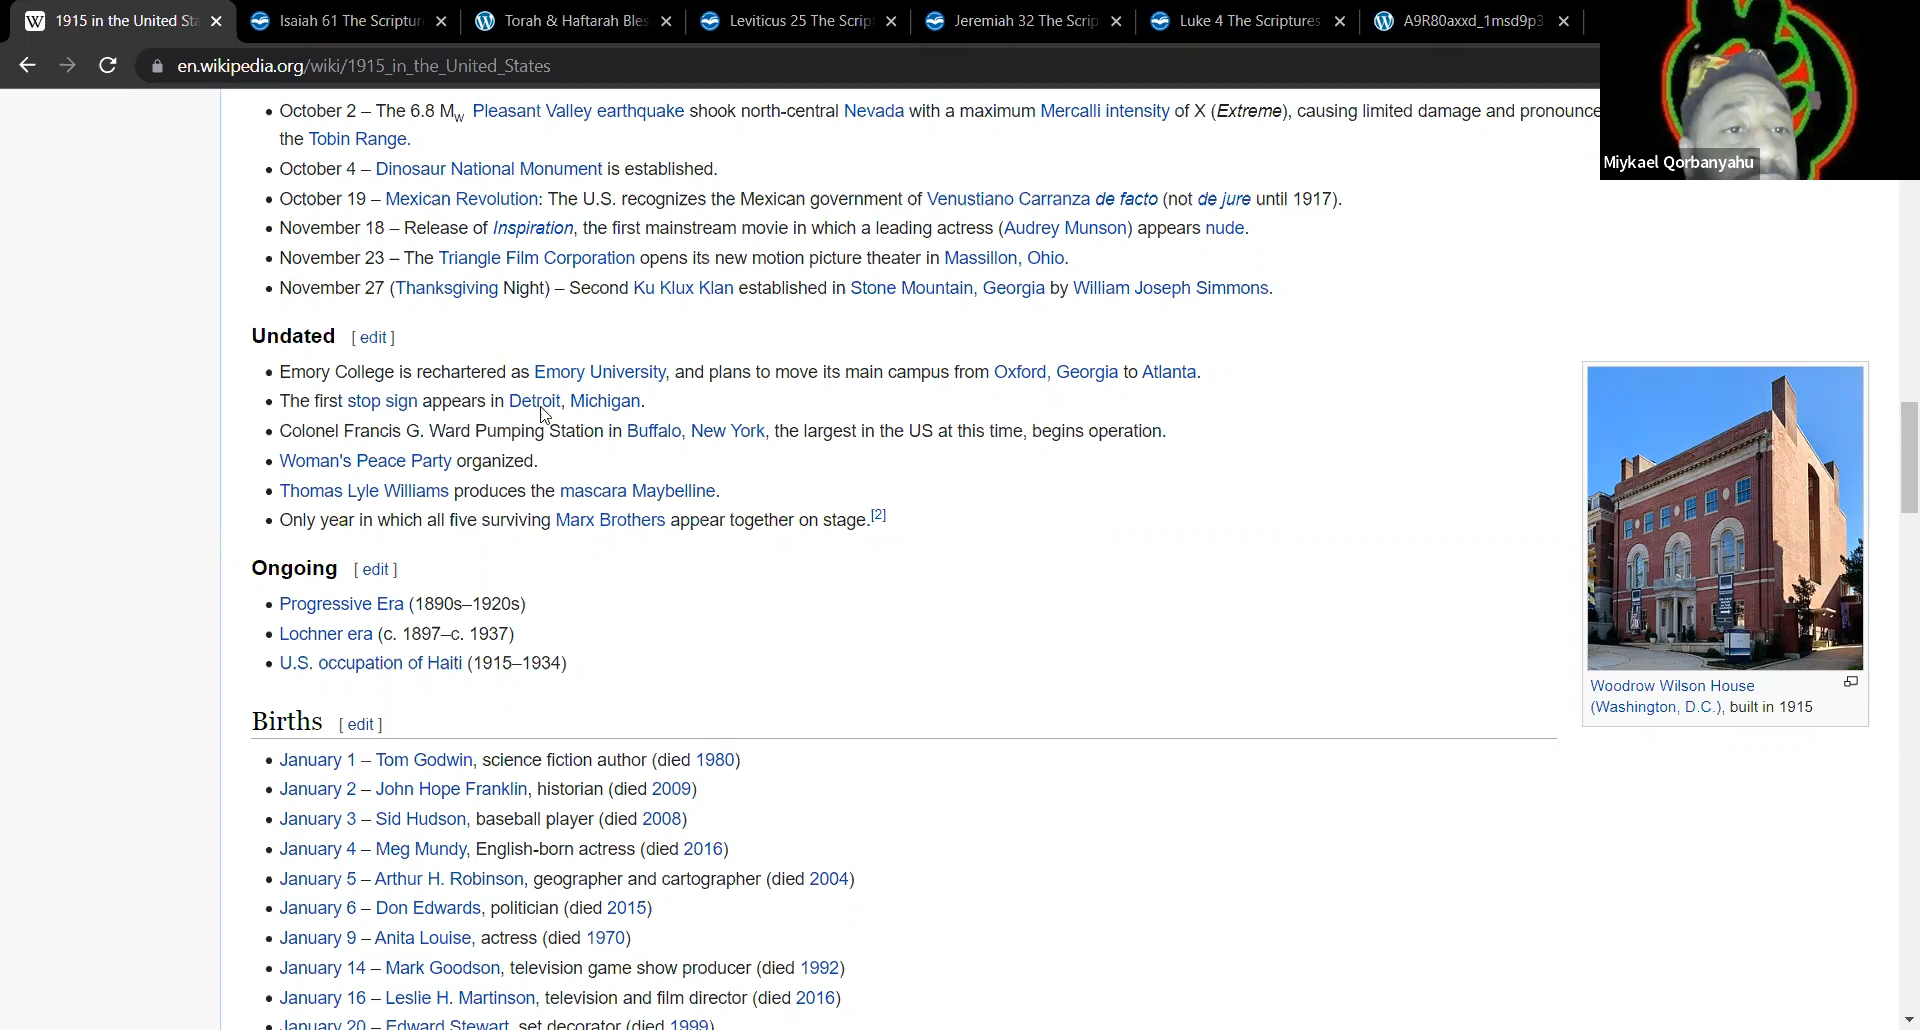 1915 in the United Sta
Isaiah 61 The Scriptur
Torah & Haftarah Bles
Leviticus 25 The Scrip
Jeremiah 32 The Scrip
Luke 4 The Scriptures
A9R80axxd_1msd9p3
en.wikipedia.org/wiki/1915_in_the_United_States
Miykael Qorbanyahu
• October 2 – The 6.8 Mw Pleasant Valley earthquake shook north-central Nevada with a maximum Mercalli intensity of X (Extreme), causing limited damage and pronounce
the Tobin Range.
• October 4 – Dinosaur National Monument is established.
• October 19 – Mexican Revolution: The U.S. recognizes the Mexican government of Venustiano Carranza de facto (not de jure until 1917).
• November 18 – Release of Inspiration, the first mainstream movie in which a leading actress (Audrey Munson) appears nude.
• November 23 – The Triangle Film Corporation opens its new motion picture theater in Massillon, Ohio.
• November 27 (Thanksgiving Night) – Second Ku Klux Klan established in Stone Mountain, Georgia by William Joseph Simmons.
Undated [ edit ]
• Emory College is rechartered as Emory University, and plans to move its main campus from Oxford, Georgia to Atlanta.
• The first stop sign appears in Detroit, Michigan.
• Colonel Francis G. Ward Pumping Station in Buffalo, New York, the largest in the US at this time, begins operation.
• Woman's Peace Party organized.
• Thomas Lyle Williams produces the mascara Maybelline.
• Only year in which all five surviving Marx Brothers appear together on stage.[2]
Ongoing [ edit ]
• Progressive Era (1890s–1920s)
• Lochner era (c. 1897–c. 1937)
• U.S. occupation of Haiti (1915–1934)
Woodrow Wilson House
(Washington, D.C.), built in 1915
Births [ edit ]
• January 1 – Tom Godwin, science fiction author (died 1980)
• January 2 – John Hope Franklin, historian (died 2009)
• January 3 – Sid Hudson, baseball player (died 2008)
• January 4 – Meg Mundy, English-born actress (died 2016)
• January 5 – Arthur H. Robinson, geographer and cartographer (died 2004)
• January 6 – Don Edwards, politician (died 2015)
• January 9 – Anita Louise, actress (died 1970)
• January 14 – Mark Goodson, television game show producer (died 1992)
• January 16 – Leslie H. Martinson, television and film director (died 2016)
• January 20 – Edward Stewart, set decorator (died 1999)